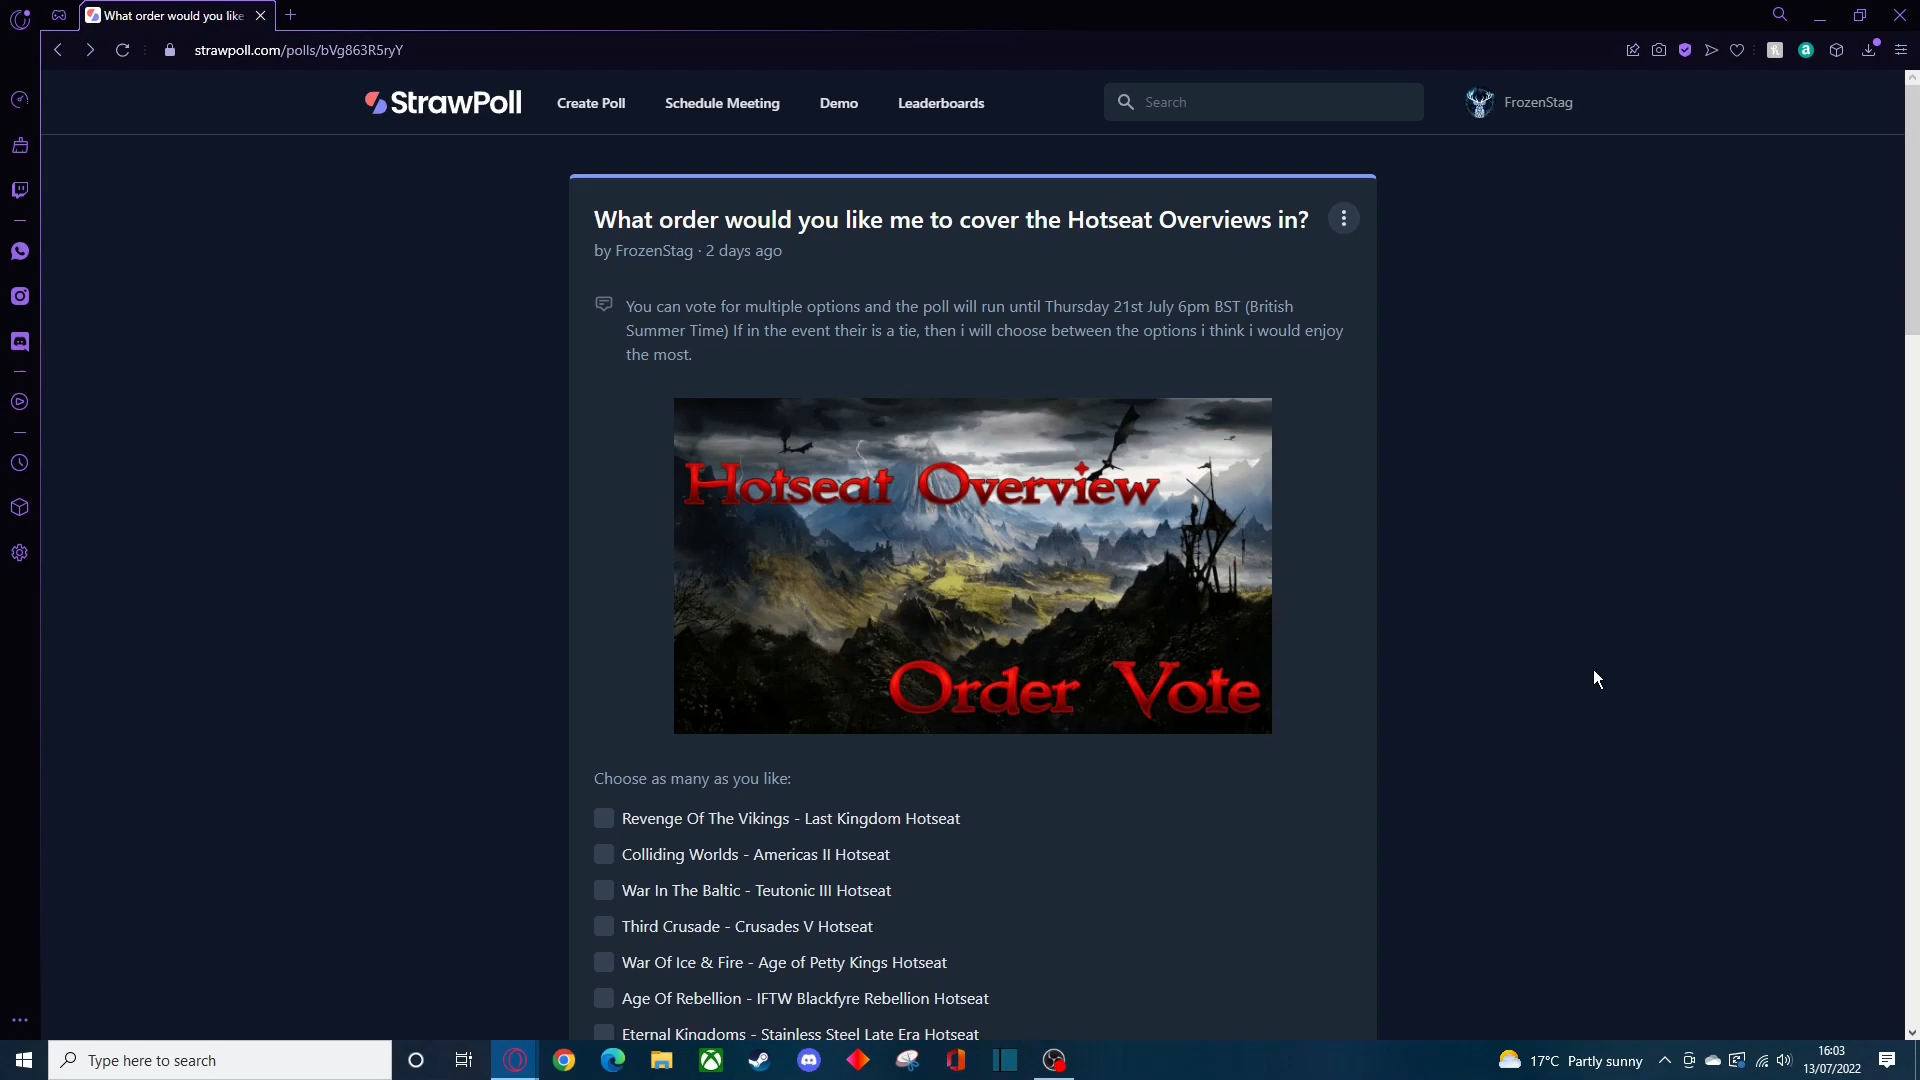 What order would you like
strawpoll.com/polls/bVg863R5ryY
StrawPoll
Create Poll
Schedule Meeting
Demo
Leaderboards
Search
FrozenStag
What order would you like me to cover the Hotseat Overviews in?
by FrozenStag · 2 days ago
You can vote for multiple options and the poll will run until Thursday 21st July 6pm BST (British
Summer Time) If in the event their is a tie, then i will choose between the options i think i would enjoy
the most.
Hotseat Overview
Order Vote
Choose as many as you like:
Revenge Of The Vikings - Last Kingdom Hotseat
Colliding Worlds - Americas II Hotseat
War In The Baltic - Teutonic III Hotseat
Third Crusade - Crusades V Hotseat
War Of Ice & Fire - Age of Petty Kings Hotseat
Age Of Rebellion - IFTW Blackfyre Rebellion Hotseat
Eternal Kingdoms - Stainless Steel Late Era Hotseat
Type here to search
17°C Partly sunny
16:03
13/07/2022